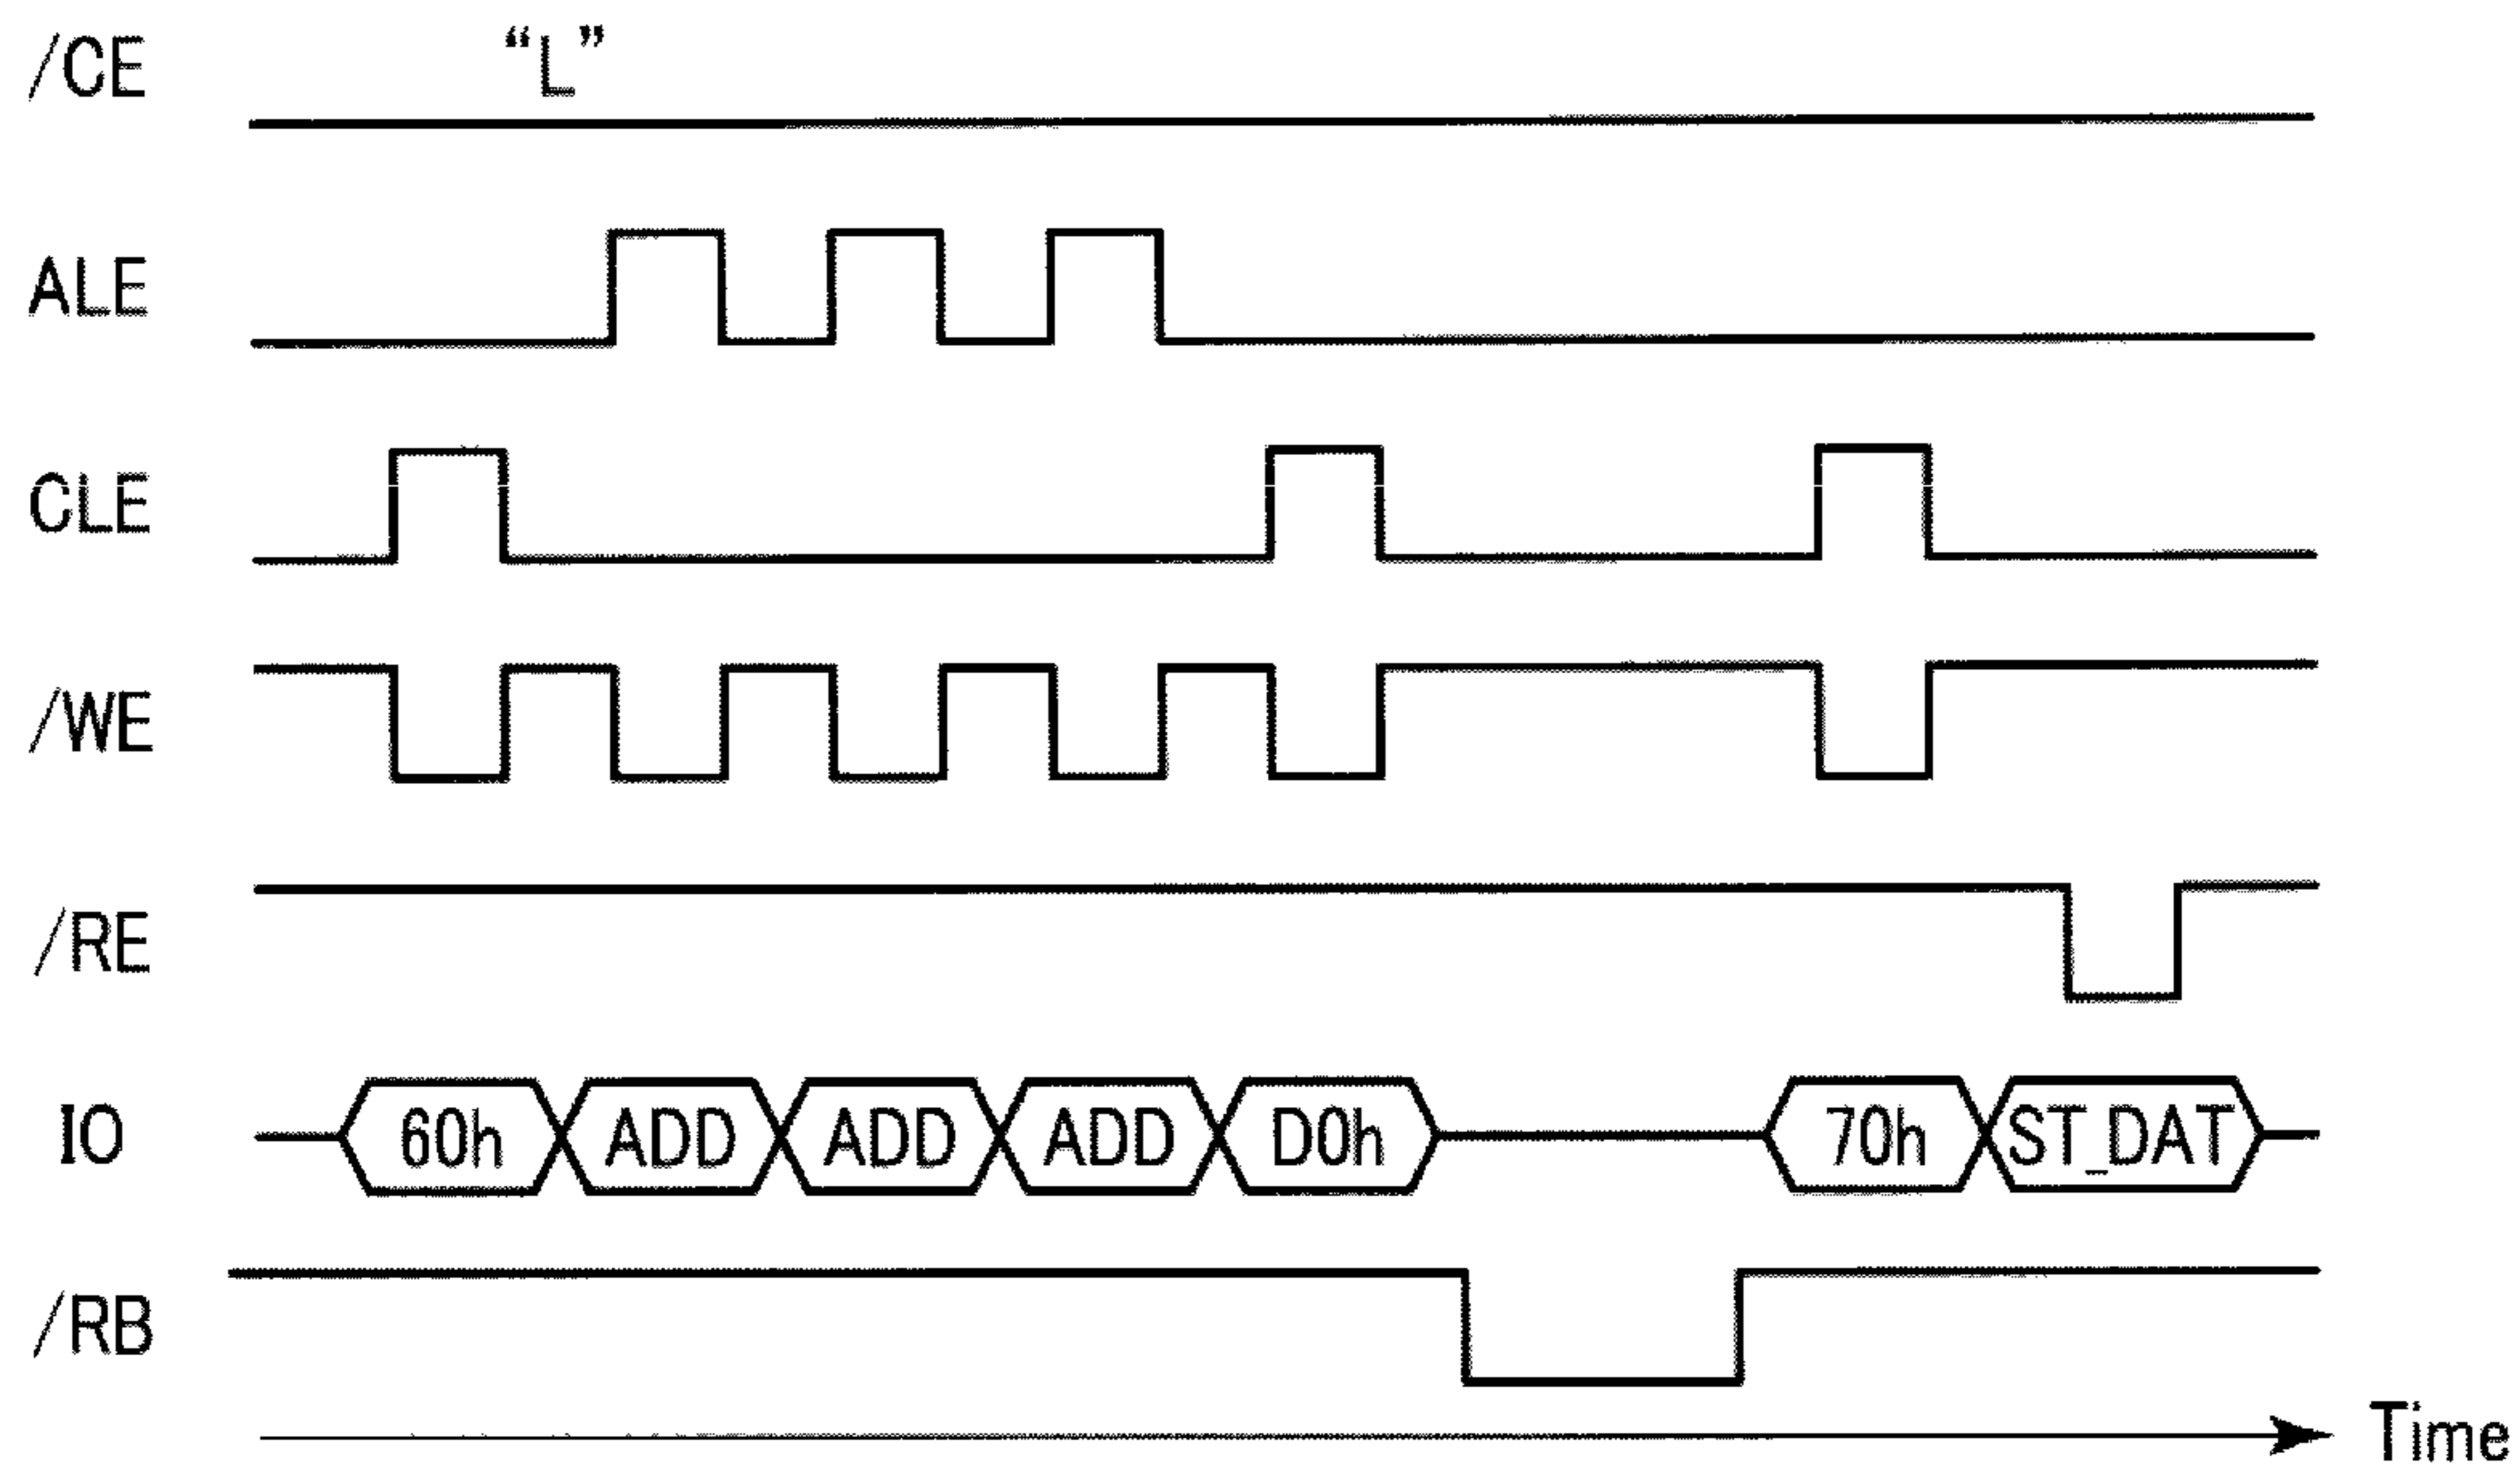 /CE “L”
ALE
CLE
/WE
/RE
IO 60h ADD ADD ADD D0h 70h ST_DAT
/RB
Time